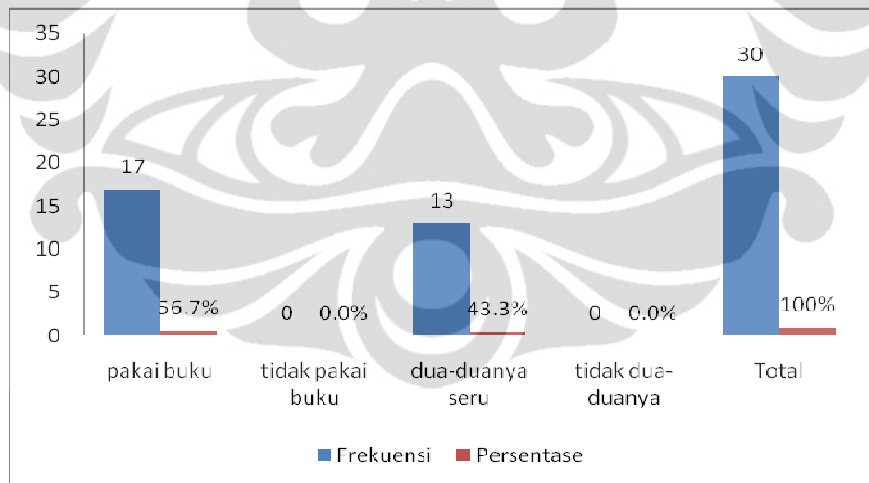 35
30
25
20
15
10
5
0
17
56.7%
0
0.0%
13
43.3%
0
0.0%
30
100%
pakai buku
tidak pakai
buku
dua-duanya
seru
tidak dua-
duanya
Total
Frekuensi
Persentase